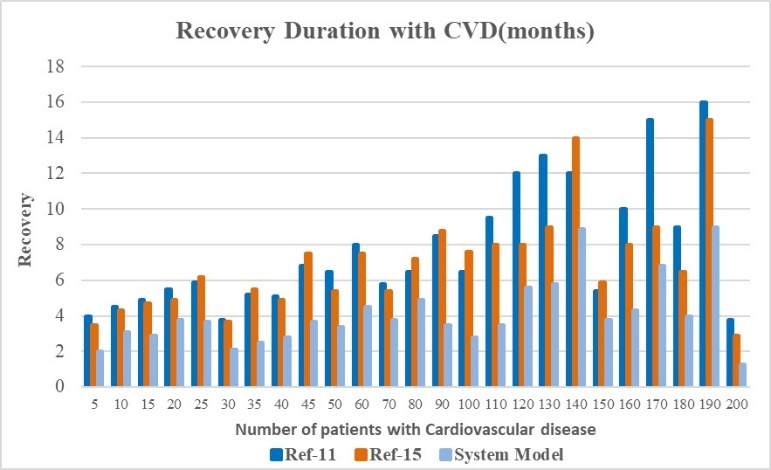 Recovery Duration with CVD(months)
18
16
14
12
10
8
6
4
2
0
Recovery
5 10 15 20 25 30 35 40 45 50 60 70 80 90 100 110 120 130 140 150 160 170 180 190 200
Number of patients with Cardiovascular disease
Ref-11 Ref-15 System Model